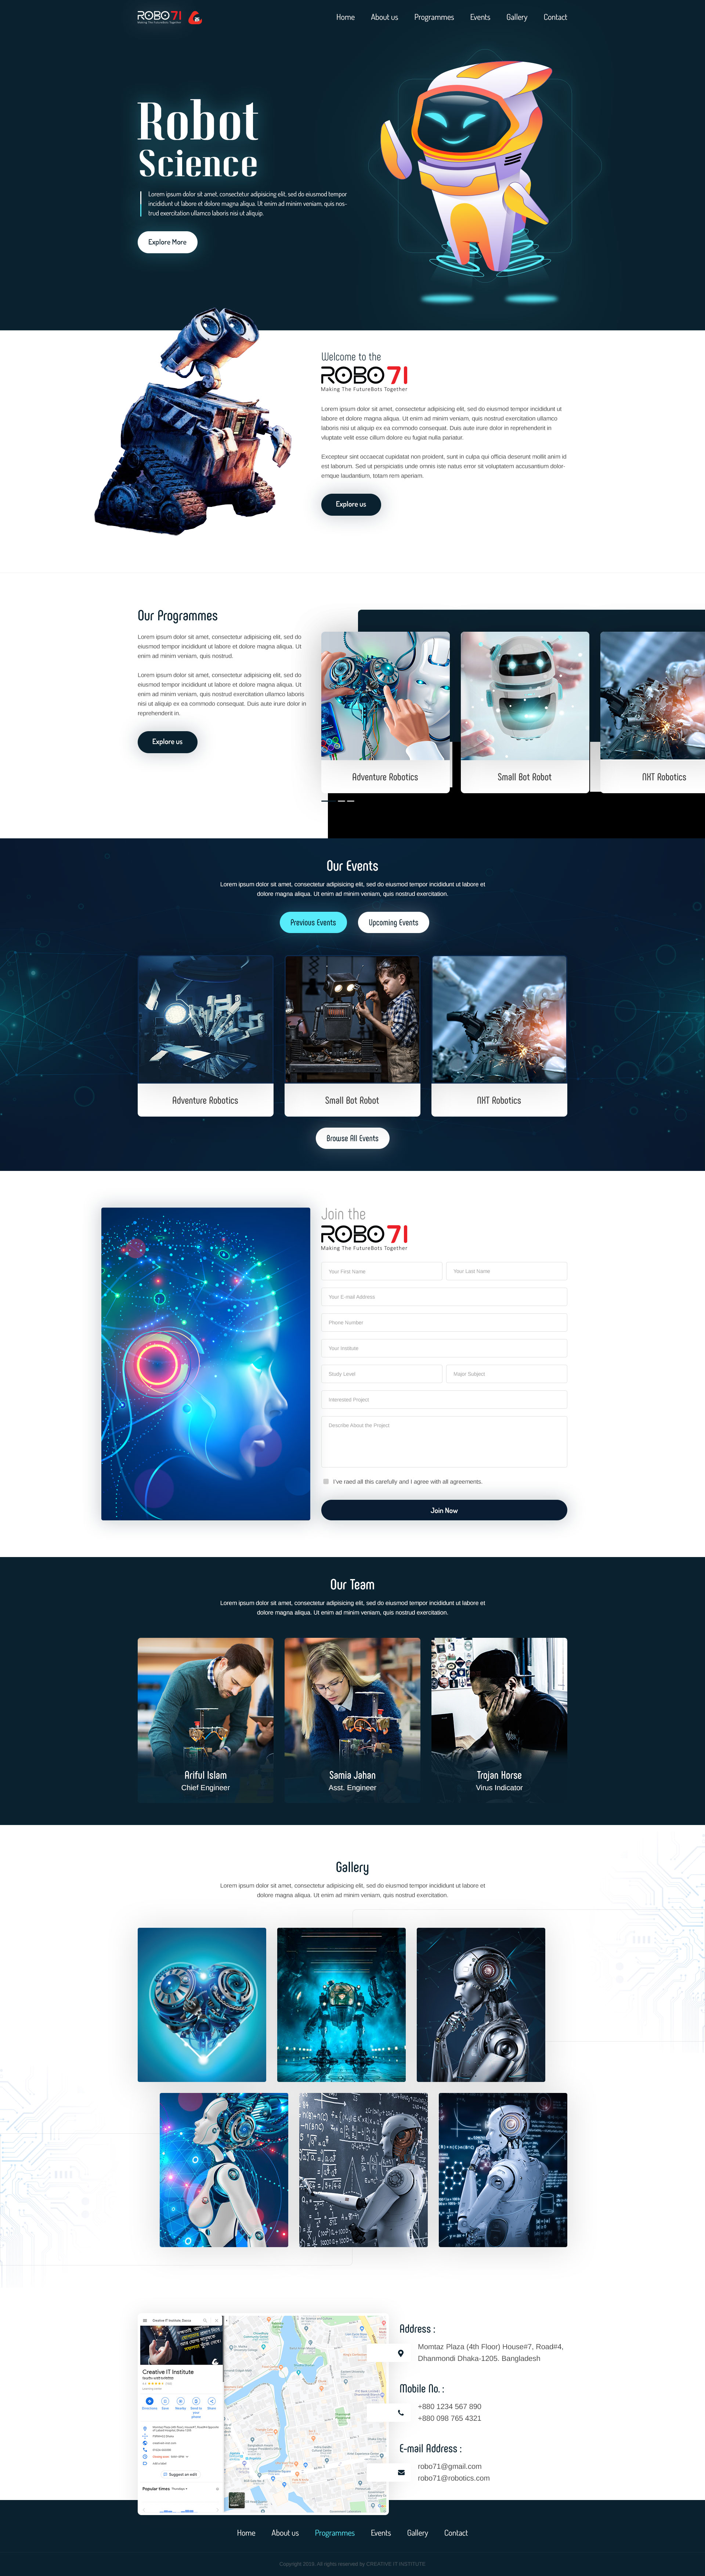 ROBO71
Making The FutureBots Together
Home About us Programmes Events Gallery Contact
Robot
Science
Lorem ipsum dolor sit amet, consectetur adipisicing elit, sed do eiusmod tempor
incididunt ut labore et dolore magna aliqua. Ut enim ad minim veniam, quis nos-
trud exercitation ullamco laboris nisi ut aliquip.
Explore More
Welcome to the
ROBO71
Making The FutureBots Together
Lorem ipsum dolor sit amet, consectetur adipisicing elit, sed do eiusmod tempor incididunt ut
labore et dolore magna aliqua. Ut enim ad minim veniam, quis nostrud exercitation ullamco
laboris nisi ut aliquip ex ea commodo consequat. Duis aute irure dolor in reprehenderit in
vluptate velit esse cillum dolore eu fugiat nulla pariatur.
Excepteur sint occaecat cupidatat non proident, sunt in culpa qui officia deserunt mollit anim id
est laborum. Sed ut perspiciatis unde omnis iste natus error sit voluptatem accusantium dolor-
emque laudantium, totam rem aperiam.
Explore us
Our Programmes
Lorem ipsum dolor sit amet, consectetur adipisicing elit, sed do
eiusmod tempor incididunt ut labore et dolore magna aliqua. Ut
enim ad minim veniam, quis nostrud.
Lorem ipsum dolor sit amet, consectetur adipisicing elit, sed do
eiusmod tempor incididunt ut labore et dolore magna aliqua. Ut
enim ad minim veniam, quis nostrud exercitation ullamco laboris
nisi ut aliquip ex ea commodo consequat. Duis aute irure dolor in
reprehenderit in.
Explore us
Adventure Robotics
Small Bot Robot
NXT Robotics
Our Events
Lorem ipsum dolor sit amet, consectetur adipisicing elit, sed do eiusmod tempor incididunt ut labore et
dolore magna aliqua. Ut enim ad minim veniam, quis nostrud exercitation.
Previous Events
Upcoming Events
Adventure Robotics
Small Bot Robot
NXT Robotics
Browse All Events
Join the
ROBO71
Making The FutureBots Together
Your First Name
Your Last Name
Your E-mail Address
Phone Number
Your Institute
Study Level
Major Subject
Interested Project
Describe About the Project
I've raed all this carefully and I agree with all agreements.
Join Now
Our Team
Lorem ipsum dolor sit amet, consectetur adipisicing elit, sed do eiusmod tempor incididunt ut labore et
dolore magna aliqua. Ut enim ad minim veniam, quis nostrud exercitation.
Ariful Islam
Chief Engineer
Samia Jahan
Asst. Engineer
Trojan Horse
Virus Indicator
Gallery
Lorem ipsum dolor sit amet, consectetur adipisicing elit, sed do eiusmod tempor incididunt ut labore et
dolore magna aliqua. Ut enim ad minim veniam, quis nostrud exercitation.
Creative IT Institute
Suggest an edit
Popular times
Address :
Momtaz Plaza (4th Floor) House#7, Road#4,
Dhanmondi Dhaka-1205. Bangladesh
Mobile No. :
+880 1234 567 890
+880 098 765 4321
E-mail Address :
robo71@gmail.com
robo71@robotics.com
Home About us Programmes Events Gallery Contact
Copyright 2018. All rights reserved by CREATIVE IT INSTITUTE